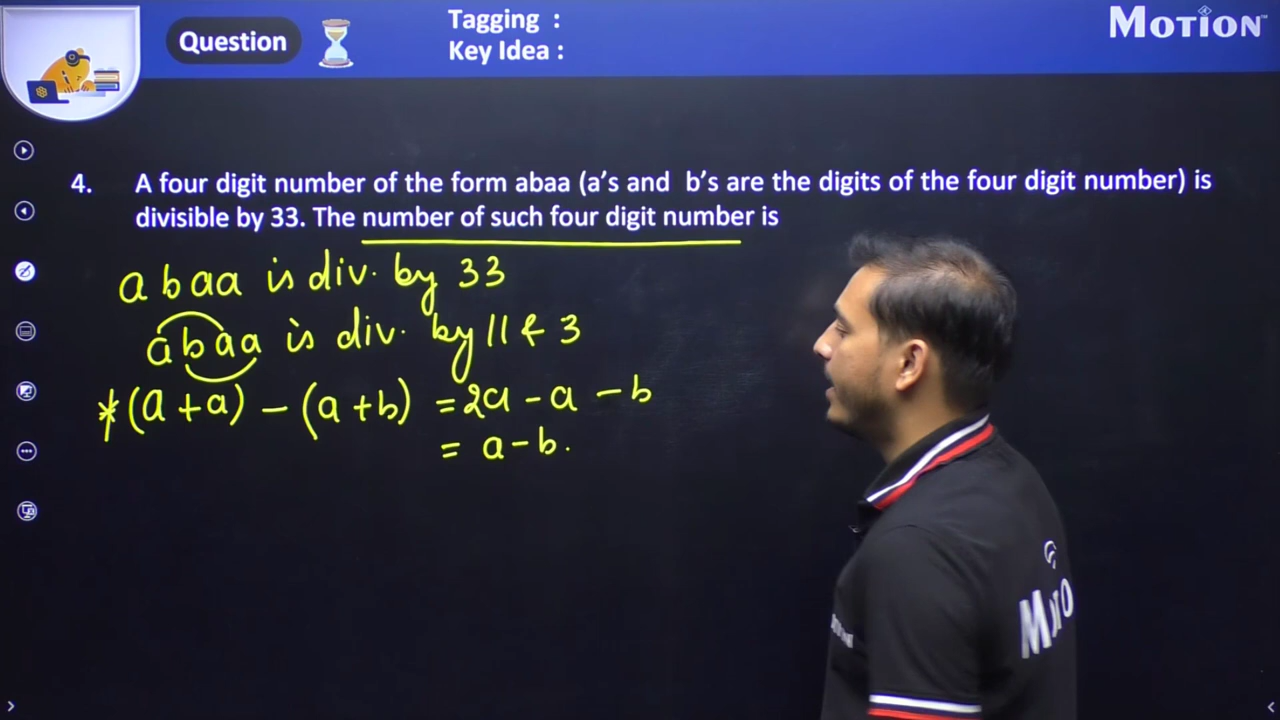 Question
Tagging :
Key Idea :
MOTION™
4. A four digit number of the form abaa (a's and b's are the digits of the four digit number) is
divisible by 33. The number of such four digit number is
abaa is div. by 33
abaa is div. by 11 & 3
*(a+a) - (a+b) = 2a - a - b
= a - b.